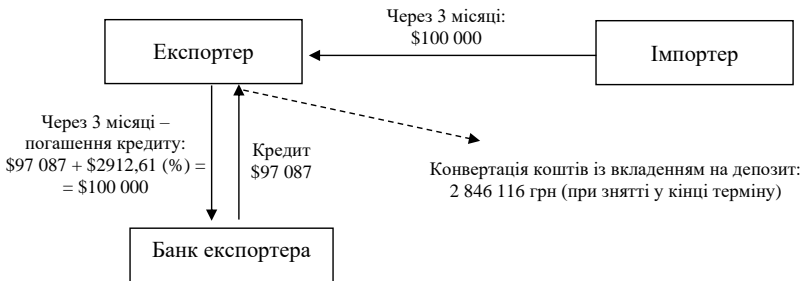 Через 3 місяці:
$100 000
Експортер
Імпортер
Через 3 місяці –
погашення кредиту:
$97 087 + $2912,61 (%) =
= $100 000
Кредит
$97 087
Конвертація коштів із вкладенням на депозит:
2 846 116 грн (при знятті у кінці терміну)
Банк експортера